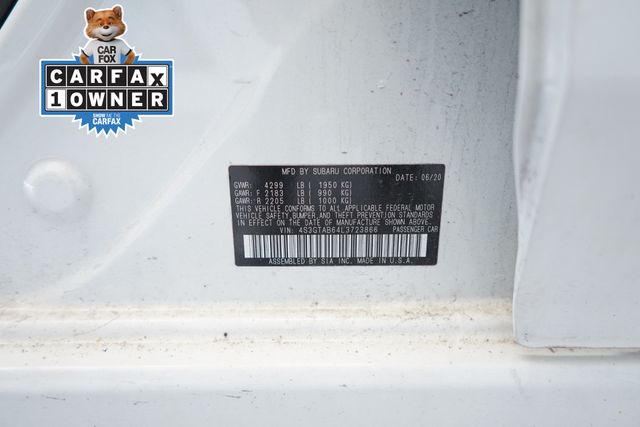 CAR
FOX
CARFAX
1 OWNER
SHOW ME THE
CARFAX
MFD BY SUBARU CORPORATION
DATE: 06/20
GVWR: 4299 LB ( 1950 KG)
GAWR: F 2183 LB ( 990 KG)
GAWR: R 2205 LB ( 1000 KG)
THIS VEHICLE CONFORMS TO ALL APPLICABLE FEDERAL MOTOR
VEHICLE SAFETY, BUMPER, AND THEFT PREVENTION STANDARDS
IN EFFECT ON THE DATE OF MANUFACTURE SHOWN ABOVE.
VIN: 4S3GTAB64L3723866 PASSENGER CAR
ASSEMBLED BY SIA INC. MADE IN U.S.A.